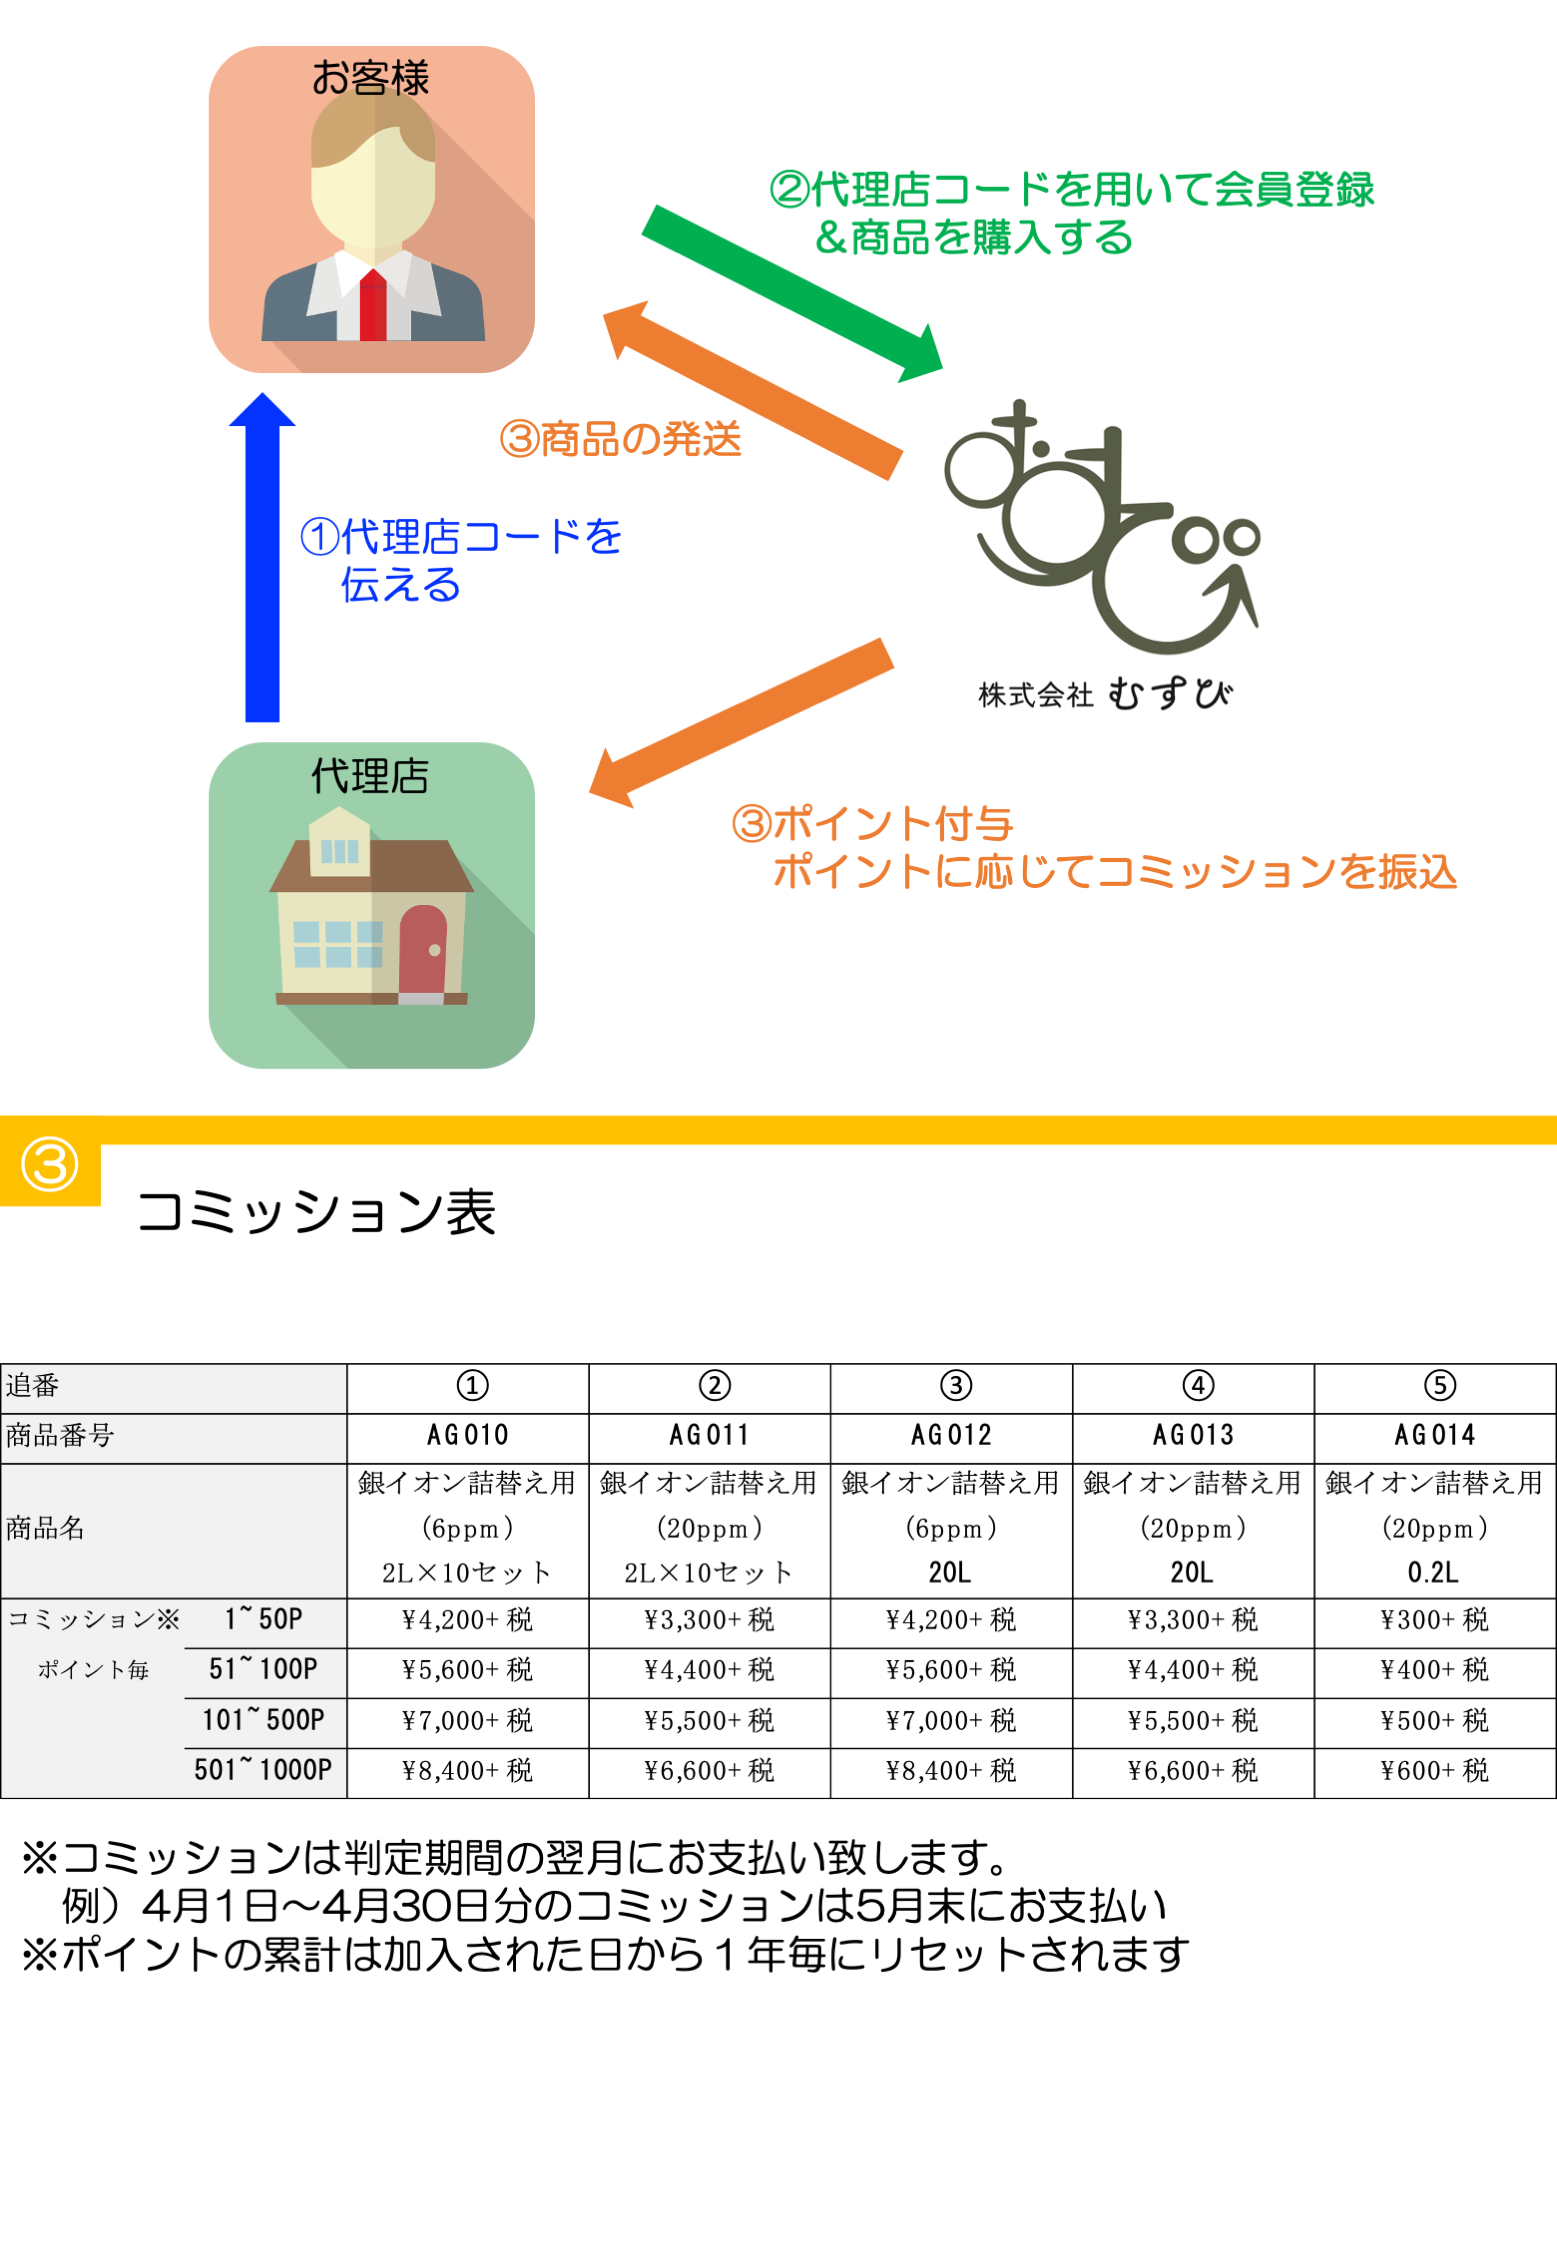 お客様
②代理店コードを用いて会員登録
＆商品を購入する
③商品の発送
①代理店コードを
伝える
むすび
株式会社 むすび
代理店
③ポイント付与
ポイントに応じてコミッションを振込
③
コミッション表
追番 ① ② ③ ④ ⑤
商品番号 AG010 AG011 AG012 AG013 AG014
商品名
銀イオン詰替え用 銀イオン詰替え用 銀イオン詰替え用 銀イオン詰替え用 銀イオン詰替え用
(6ppm) (20ppm) (6ppm) (20ppm) (20ppm)
2L×10セット 2L×10セット 20L 20L 0.2L
コミッション※ 1~50P ¥4,200+税 ¥3,300+税 ¥4,200+税 ¥3,300+税 ¥300+税
ポイント毎 51~100P ¥5,600+税 ¥4,400+税 ¥5,600+税 ¥4,400+税 ¥400+税
101~500P ¥7,000+税 ¥5,500+税 ¥7,000+税 ¥5,500+税 ¥500+税
501~1000P ¥8,400+税 ¥6,600+税 ¥8,400+税 ¥6,600+税 ¥600+税
※コミッションは判定期間の翌月にお支払い致します。
例）4月1日〜4月30日分のコミッションは5月末にお支払い
※ポイントの累計は加入された日から１年毎にリセットされます